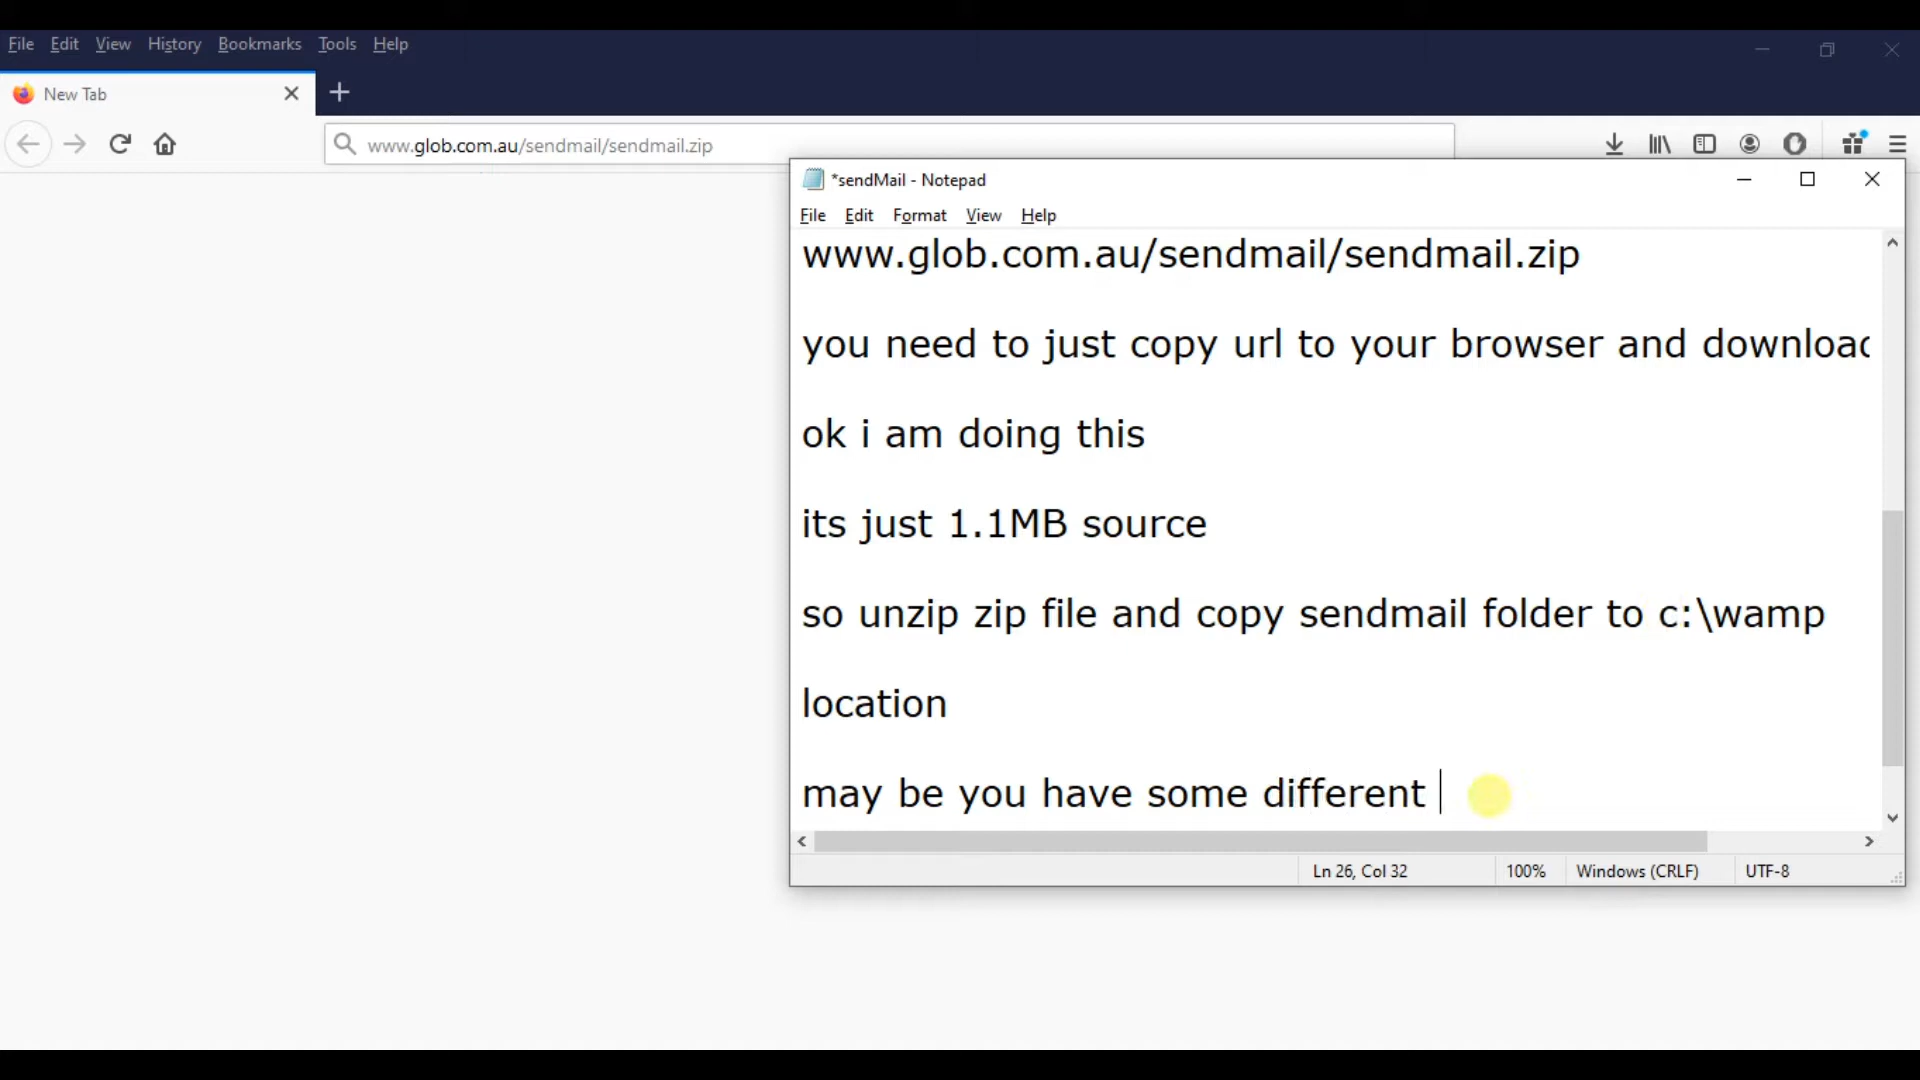 File Edit View History Bookmarks Tools Help
New Tab
www.glob.com.au/sendmail/sendmail.zip
*sendMail - Notepad
File Edit Format View Help
www.glob.com.au/sendmail/sendmail.zip
you need to just copy url to your browser and download
ok i am doing this
its just 1.1MB source
so unzip zip file and copy sendmail folder to c:\wamp
location
may be you have some different
Ln 26, Col 32 100% Windows (CRLF) UTF-8